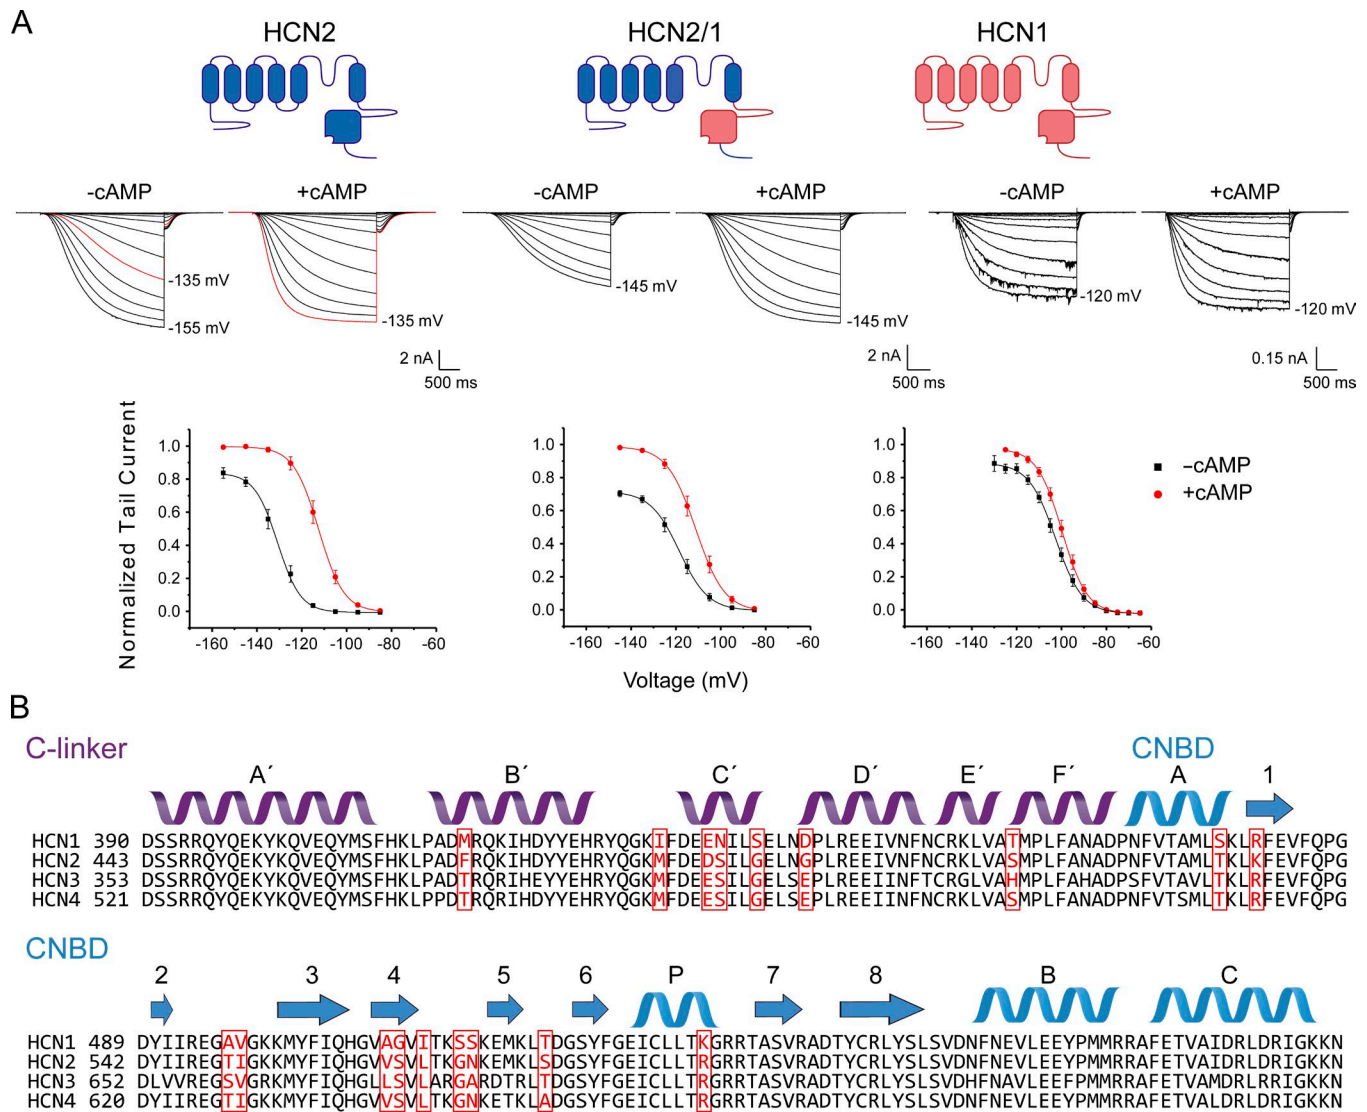 A
HCN2 HCN2/1 HCN1
-cAMP +cAMP -cAMP +cAMP -cAMP +cAMP
-135 mV
-155 mV
-135 mV
-145 mV
-145 mV
-120 mV
-120 mV
2 nA
500 ms
2 nA
500 ms
0.15 nA
500 ms
Normalized Tail Current
1.0
0.8
0.6
0.4
0.2
0.0
-160 -140 -120 -100 -80 -60
1.0
0.8
0.6
0.4
0.2
0.0
-160 -140 -120 -100 -80 -60
1.0
0.8
0.6
0.4
0.2
0.0
-160 -140 -120 -100 -80 -60
–cAMP
+cAMP
Voltage (mV)
B
C-linker CNBD
A´ B´ C´ D´ E´ F´ A 1
HCN1 390 DSSRRQYQEKYKQVEQYMSFHKLPADMRQKIHDYYEHRYQGKIFDEENILSELNDPLREEIVNFNCRKLVATMPLFANADPNFVTAMLSKLRFEVFQPG
HCN2 443 DSSRRQYQEKYKQVEQYMSFHKLPADFRQKIHDYYEHRYQGKMFDEDSILGELNGPLREEIVNFNCRKLVASMPLFANADPNFVTAMLTKLKFEVFQPG
HCN3 353 DSSRRQYQEKYKQVEQYMSFHKLPADTRQRIHEYYEHRYQGKMFDEESILGELSEPLREEIINFTCRGLVAHMPLFAHADPSFVTAVLTKLRFEVFQPG
HCN4 521 DSSRRQYQEKYKQVEQYMSFHKLPPDTRQRIHDYYEHRYQGKMFDEESILGELSEPLREEIINFNCRKLVASMPLFANADPNFVTSMLTKLRFEVFQPG
CNBD
2 3 4 5 6 P 7 8 B C
HCN1 489 DYIIREGAVGKKMYFIQHGVAGVITKSSKEMKLTDGSYFGEICLLTKGRRTASVRADTYCRLYSLSVDNFNEVLEEYPMMRRAFETVAIDRLDRIGKKN
HCN2 542 DYIIREGTIGKKMYFIQHGVVSVLTKGNKEMKLSDGSYFGEICLLTRGRRTASVRADTYCRLYSLSVDNFNEVLEEYPMMRRAFETVAIDRLDRIGKKN
HCN3 652 DLVVREGSVGRKMYFIQHGLLSVLARGARDTRLTDGSYFGEICLLTRGRRTASVRADTYCRLYSLSVDHFNAVLEEFPMMRRAFETVAMDRLRRIGKKN
HCN4 620 DYIIREGTIGKKMYFIQHGVVSVLTKGNKETKLADGSYFGEICLLTRGRRTASVRADTYCRLYSLSVDNFNEVLEEYPMMRRAFETVAIDRLDRIGKKN